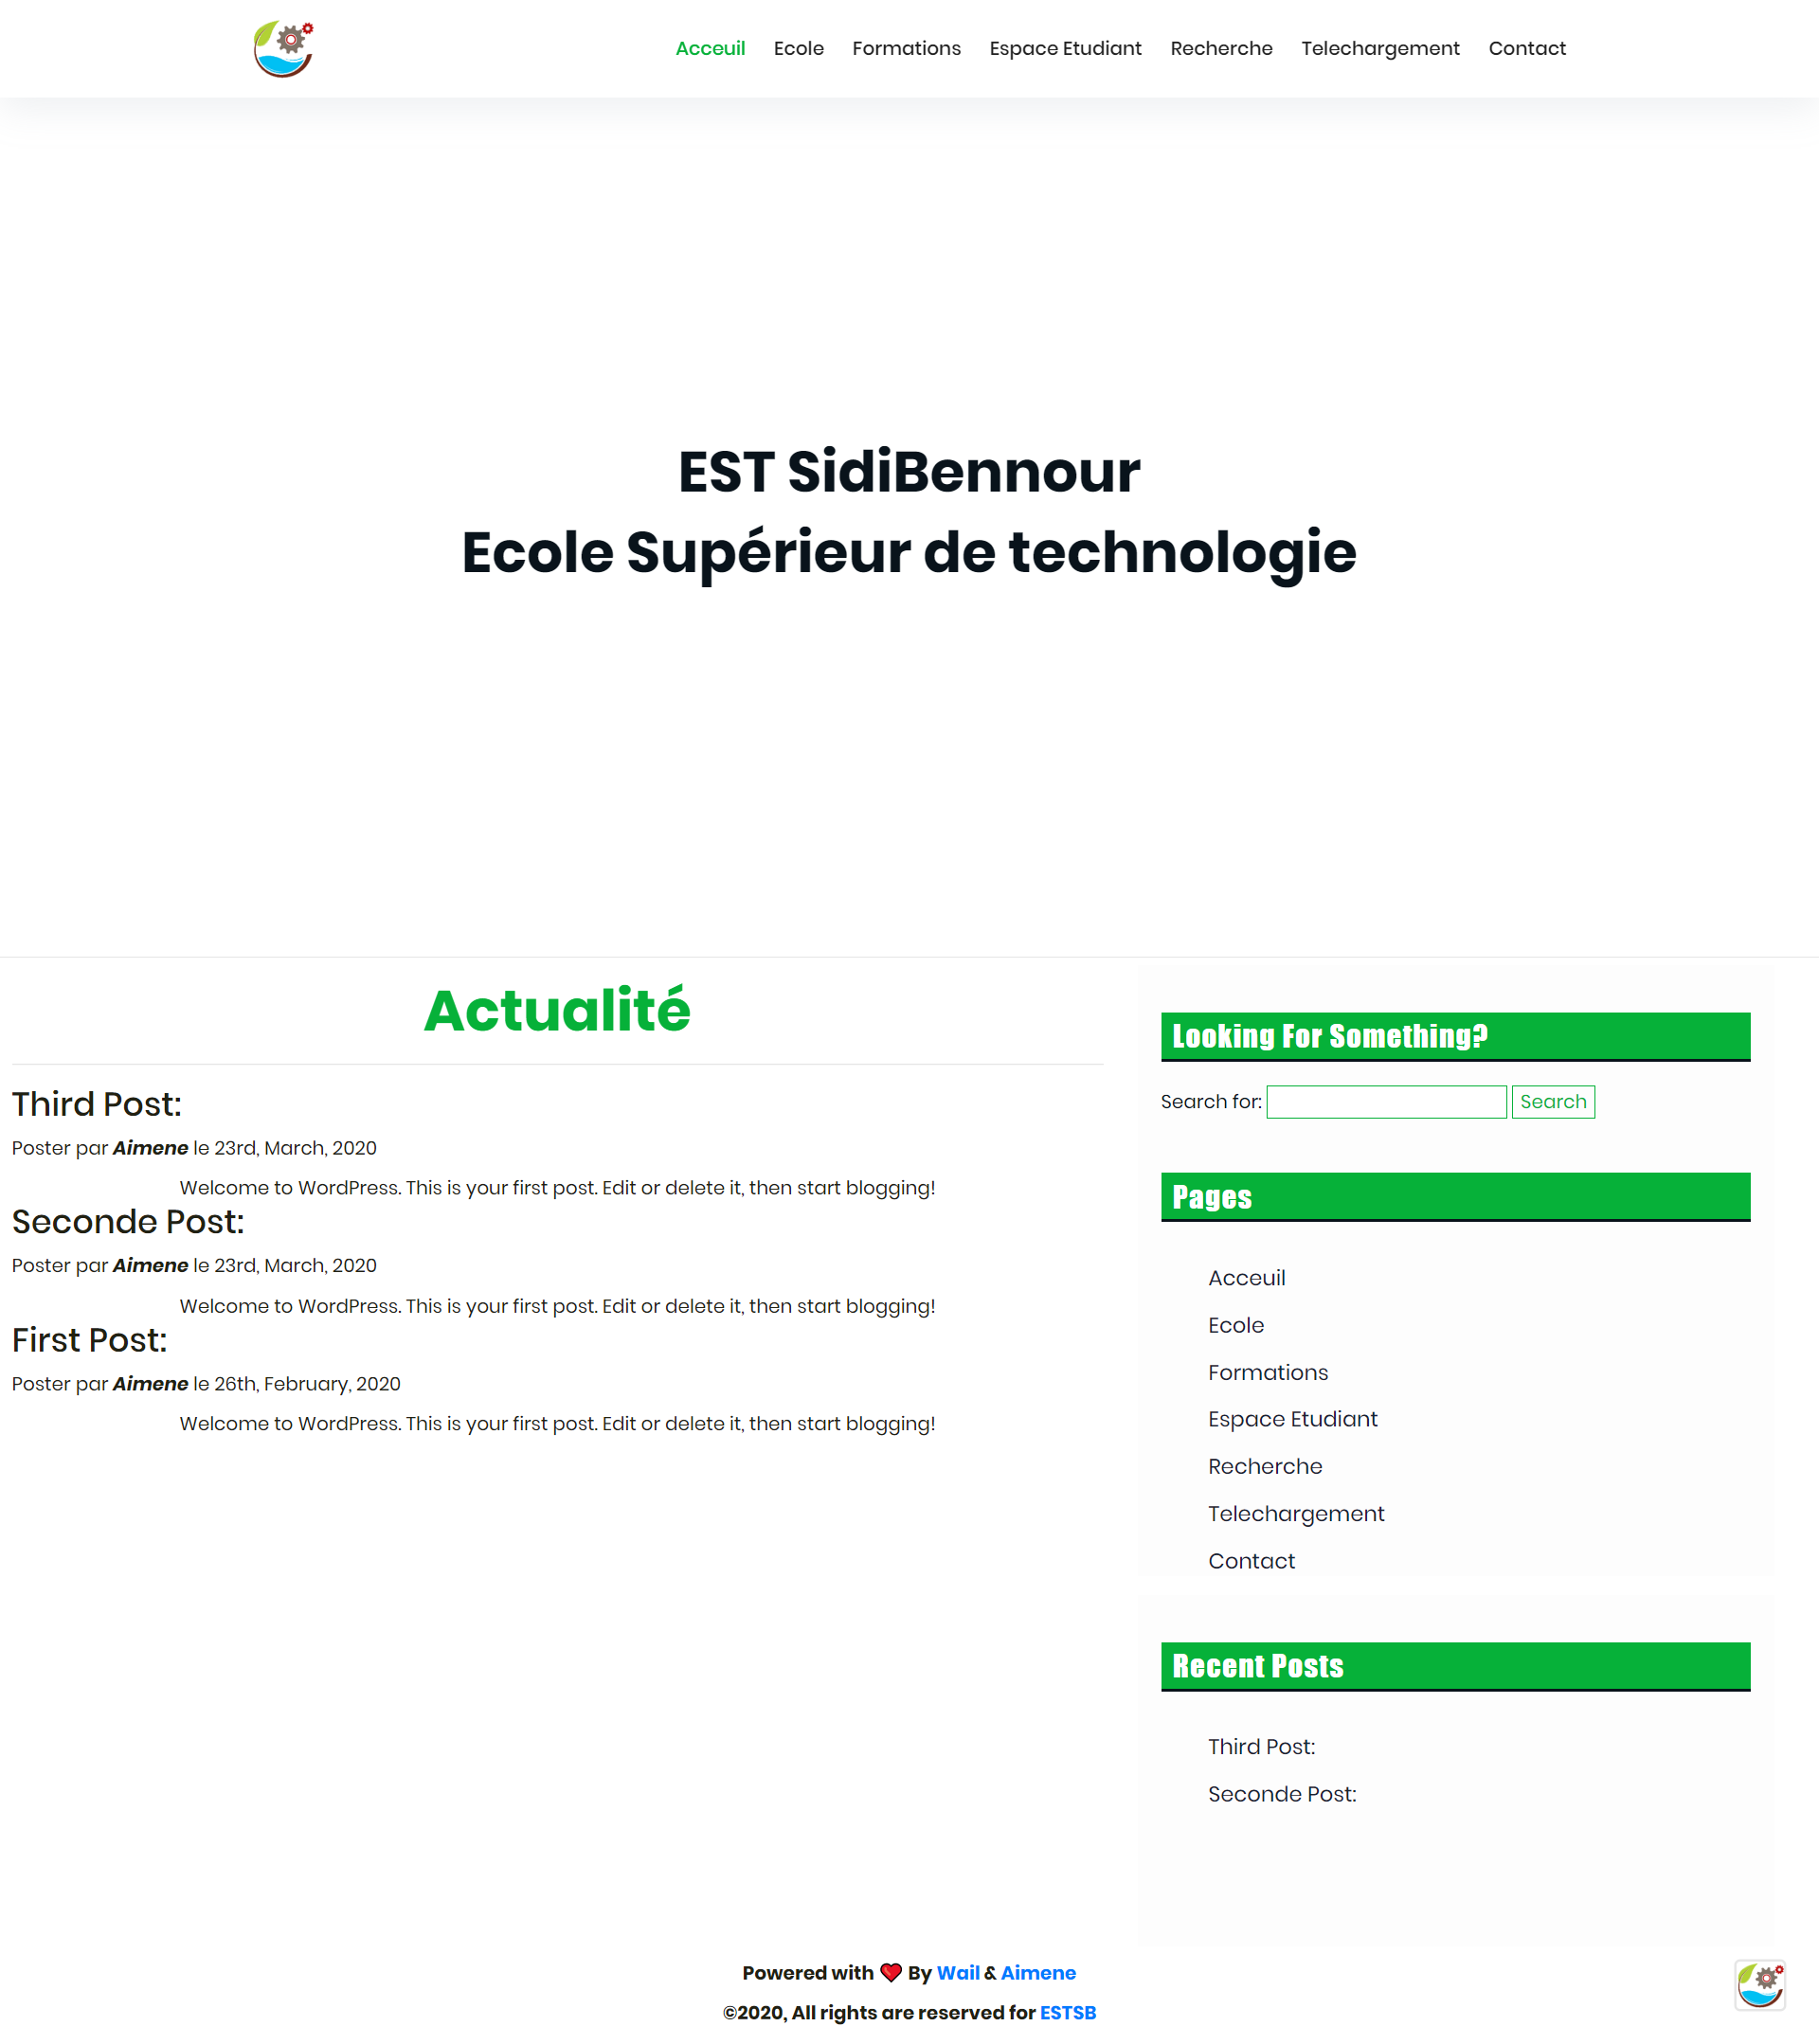 Acceuil Ecole Formations Espace Etudiant Recherche Telechargement Contact
EST SidiBennour
Ecole Supérieur de technologie
Actualité
Third Post:
Poster par Aimene le 23rd, March, 2020
Welcome to WordPress. This is your first post. Edit or delete it, then start blogging!
Seconde Post:
Poster par Aimene le 23rd, March, 2020
Welcome to WordPress. This is your first post. Edit or delete it, then start blogging!
First Post:
Poster par Aimene le 26th, February, 2020
Welcome to WordPress. This is your first post. Edit or delete it, then start blogging!
Looking For Something?
Search for: Search
Pages
Acceuil
Ecole
Formations
Espace Etudiant
Recherche
Telechargement
Contact
Recent Posts
Third Post:
Seconde Post:
Powered with ❤ By Wail & Aimene
©2020, All rights are reserved for ESTSB